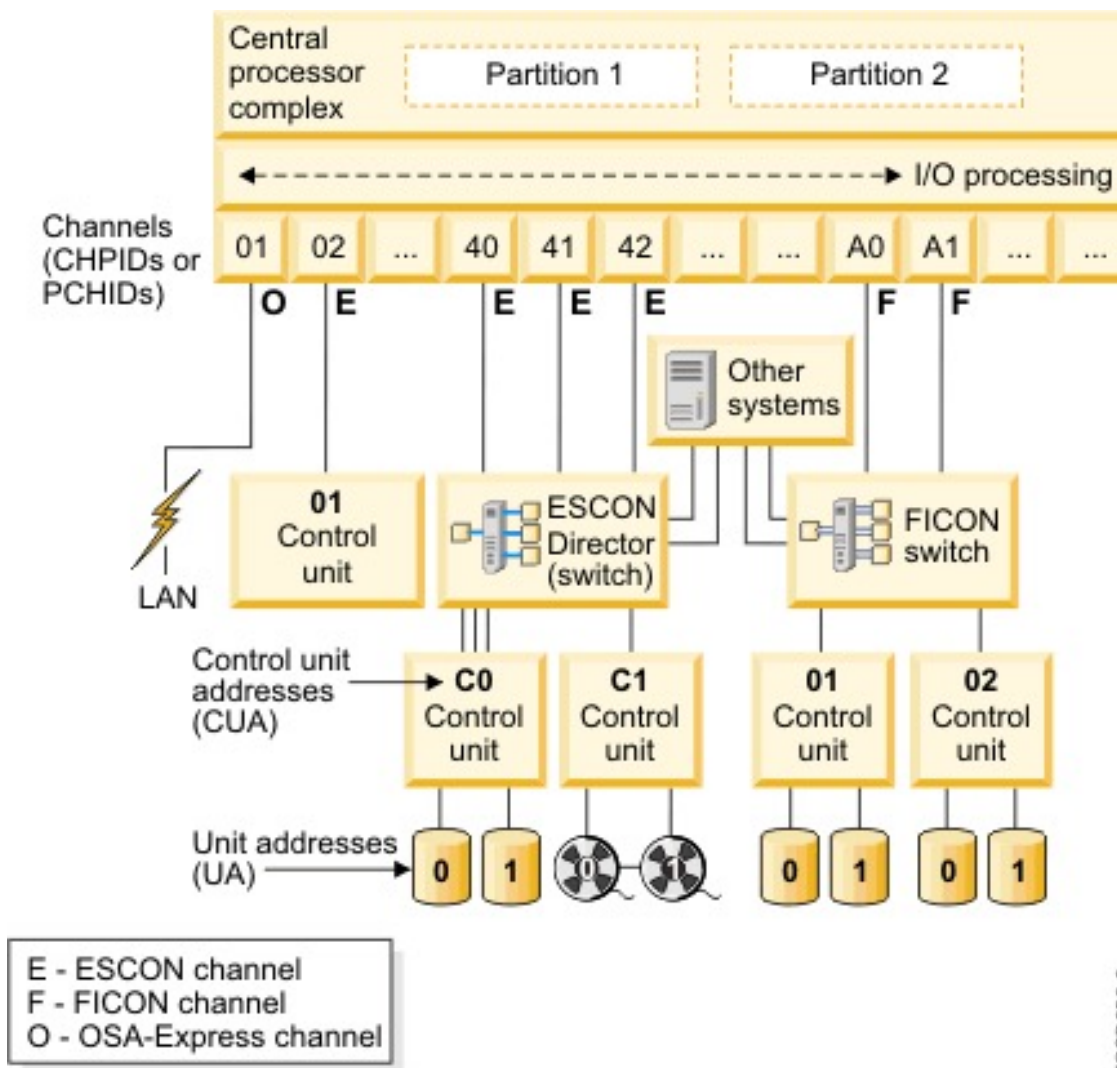 Central
processor
complex
Partition 1
Partition 2
I/O processing
Channels
(CHPIDs or
PCHIDs)
01 02 ... 40 41 42 ... ... A0 A1 ... ...
O E E E E F F
Other
systems
01
Control
unit
ESCON
Director
(switch)
FICON
switch
LAN
Control unit
addresses
(CUA)
C0
Control
unit
C1
Control
unit
01
Control
unit
02
Control
unit
Unit addresses
(UA)
0 1 0 1 0 1 0 1
E - ESCON channel
F - FICON channel
O - OSA-Express channel